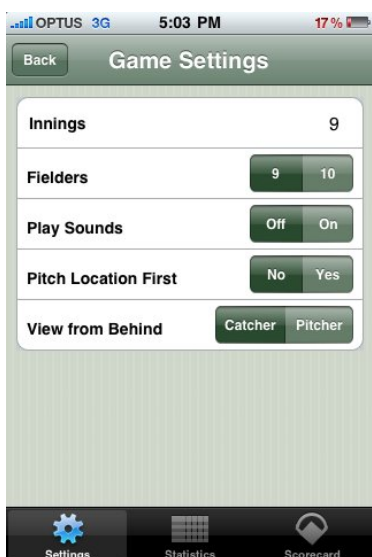 OPTUS 3G 5:03 PM 17%
Back Game Settings
Innings 9
Fielders 9 10
Play Sounds Off On
Pitch Location First No Yes
View from Behind Catcher Pitcher
Settings Statistics Scorecard